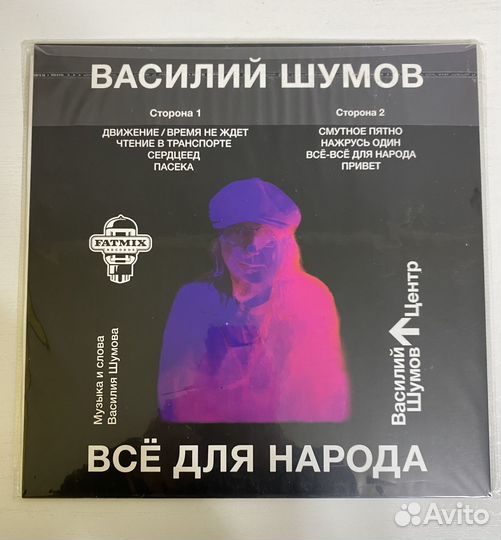 ВАСИЛИЙ ШУМОВ
Сторона 1
ДВИЖЕНИЕ / ВРЕМЯ НЕ ЖДЕТ
ЧТЕНИЕ В ТРАНСПОРТЕ
СЕРДЦЕЕД
ПАСЕКА
Сторона 2
СМУТНОЕ ПЯТНО
НАЖРУСЬ ОДИН
ВСЁ-ВСЁ ДЛЯ НАРОДА
ПРИВЕТ
FATMIX
RECORDS
Музыка и слова
Василия Шумова
Василий
Шумов
Центр
ВСЁ ДЛЯ НАРОДА
Avito